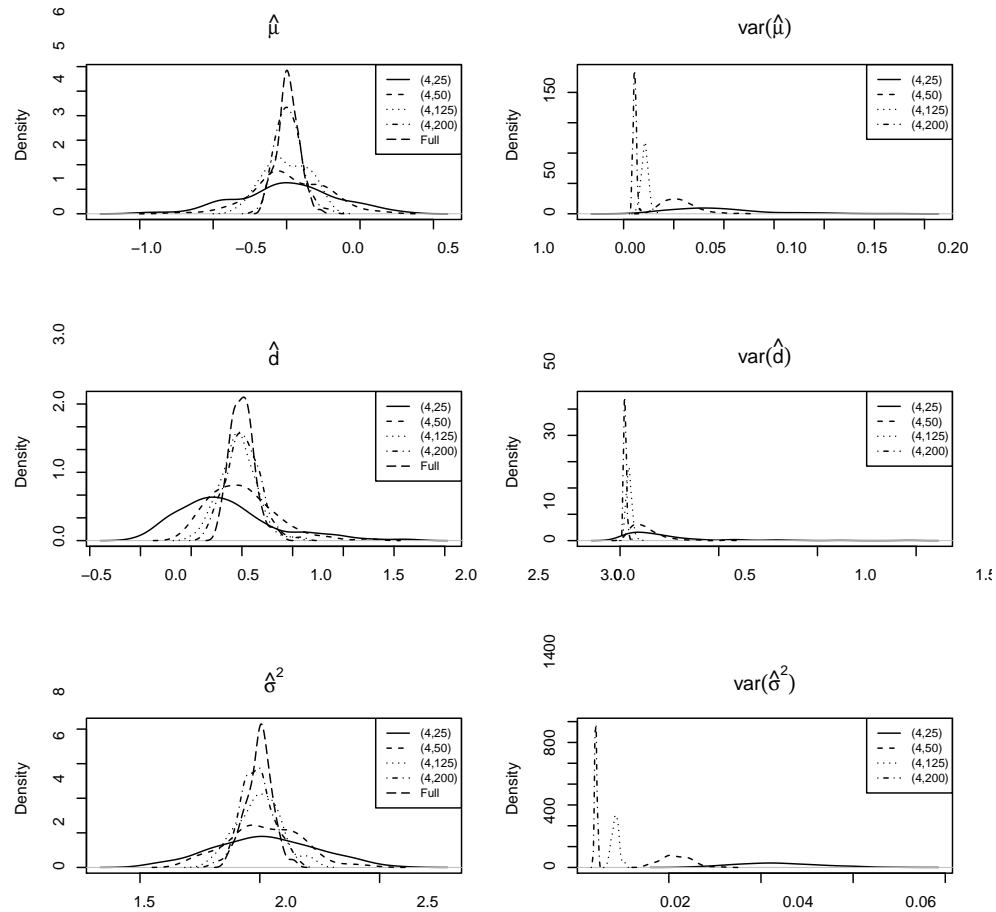 μ̂
Density
0 1 2 3 4 5 6
−1.0 −0.5 0.0 0.5 1.0
(4,25)
(4,50)
(4,125)
(4,200)
Full
var(μ̂)
Density
0 50 150
0.00 0.05 0.10 0.15 0.20
(4,25)
(4,50)
(4,125)
(4,200)
d̂
Density
0.0 1.0 2.0 3.0
−0.5 0.0 0.5 1.0 1.5 2.0 2.5 3.0
(4,25)
(4,50)
(4,125)
(4,200)
Full
var(d̂)
Density
0 10 30 50
0.0 0.5 1.0 1.5
(4,25)
(4,50)
(4,125)
(4,200)
σ̂²
Density
0 2 4 6 8
1.5 2.0 2.5
(4,25)
(4,50)
(4,125)
(4,200)
Full
var(σ̂²)
Density
0 400 800 1400
0.02 0.04 0.06
(4,25)
(4,50)
(4,125)
(4,200)